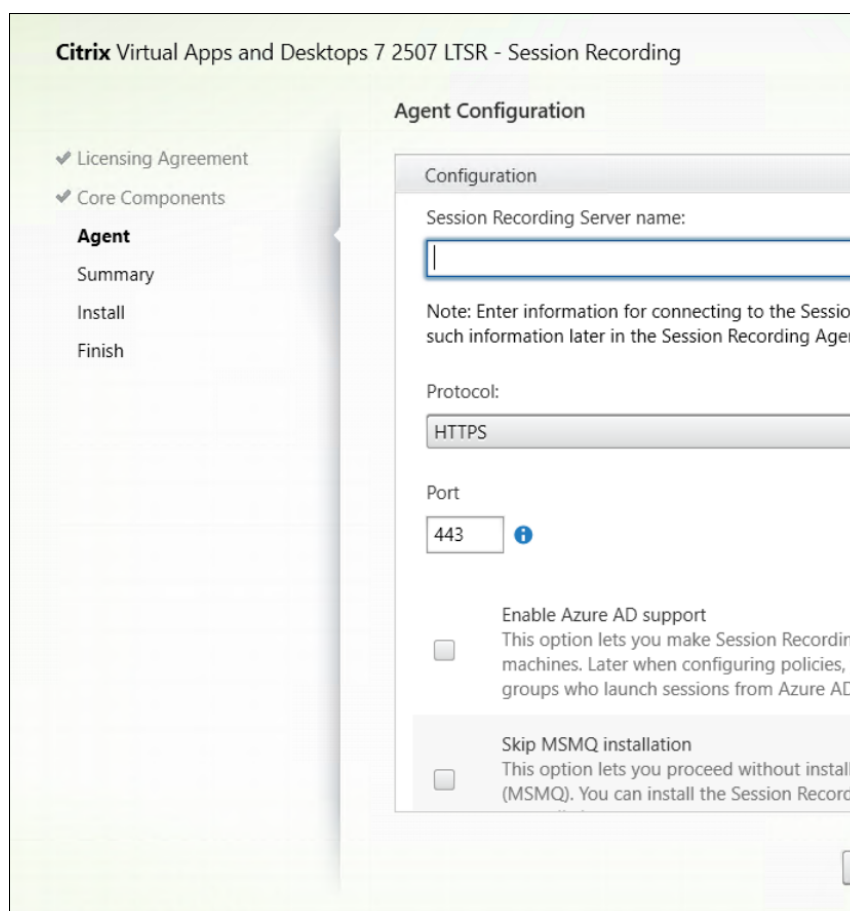 Citrix Virtual Apps and Desktops 7 2507 LTSR - Session Recording
Agent Configuration
Licensing Agreement
Core Components
Agent
Summary
Install
Finish
Configuration
Session Recording Server name:
Note: Enter information for connecting to the Sessio
such information later in the Session Recording Age
Protocol:
HTTPS
Port
443
Enable Azure AD support
This option lets you make Session Recordin
machines. Later when configuring policies,
groups who launch sessions from Azure AD
Skip MSMQ installation
This option lets you proceed without install
(MSMQ). You can install the Session Record